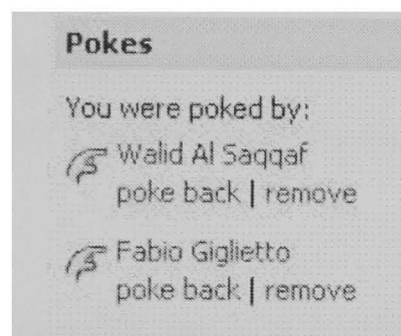 Pokes
You were poked by:
Walid Al Saqqaf
poke back | remove
Fabio Giglietto
poke back | remove